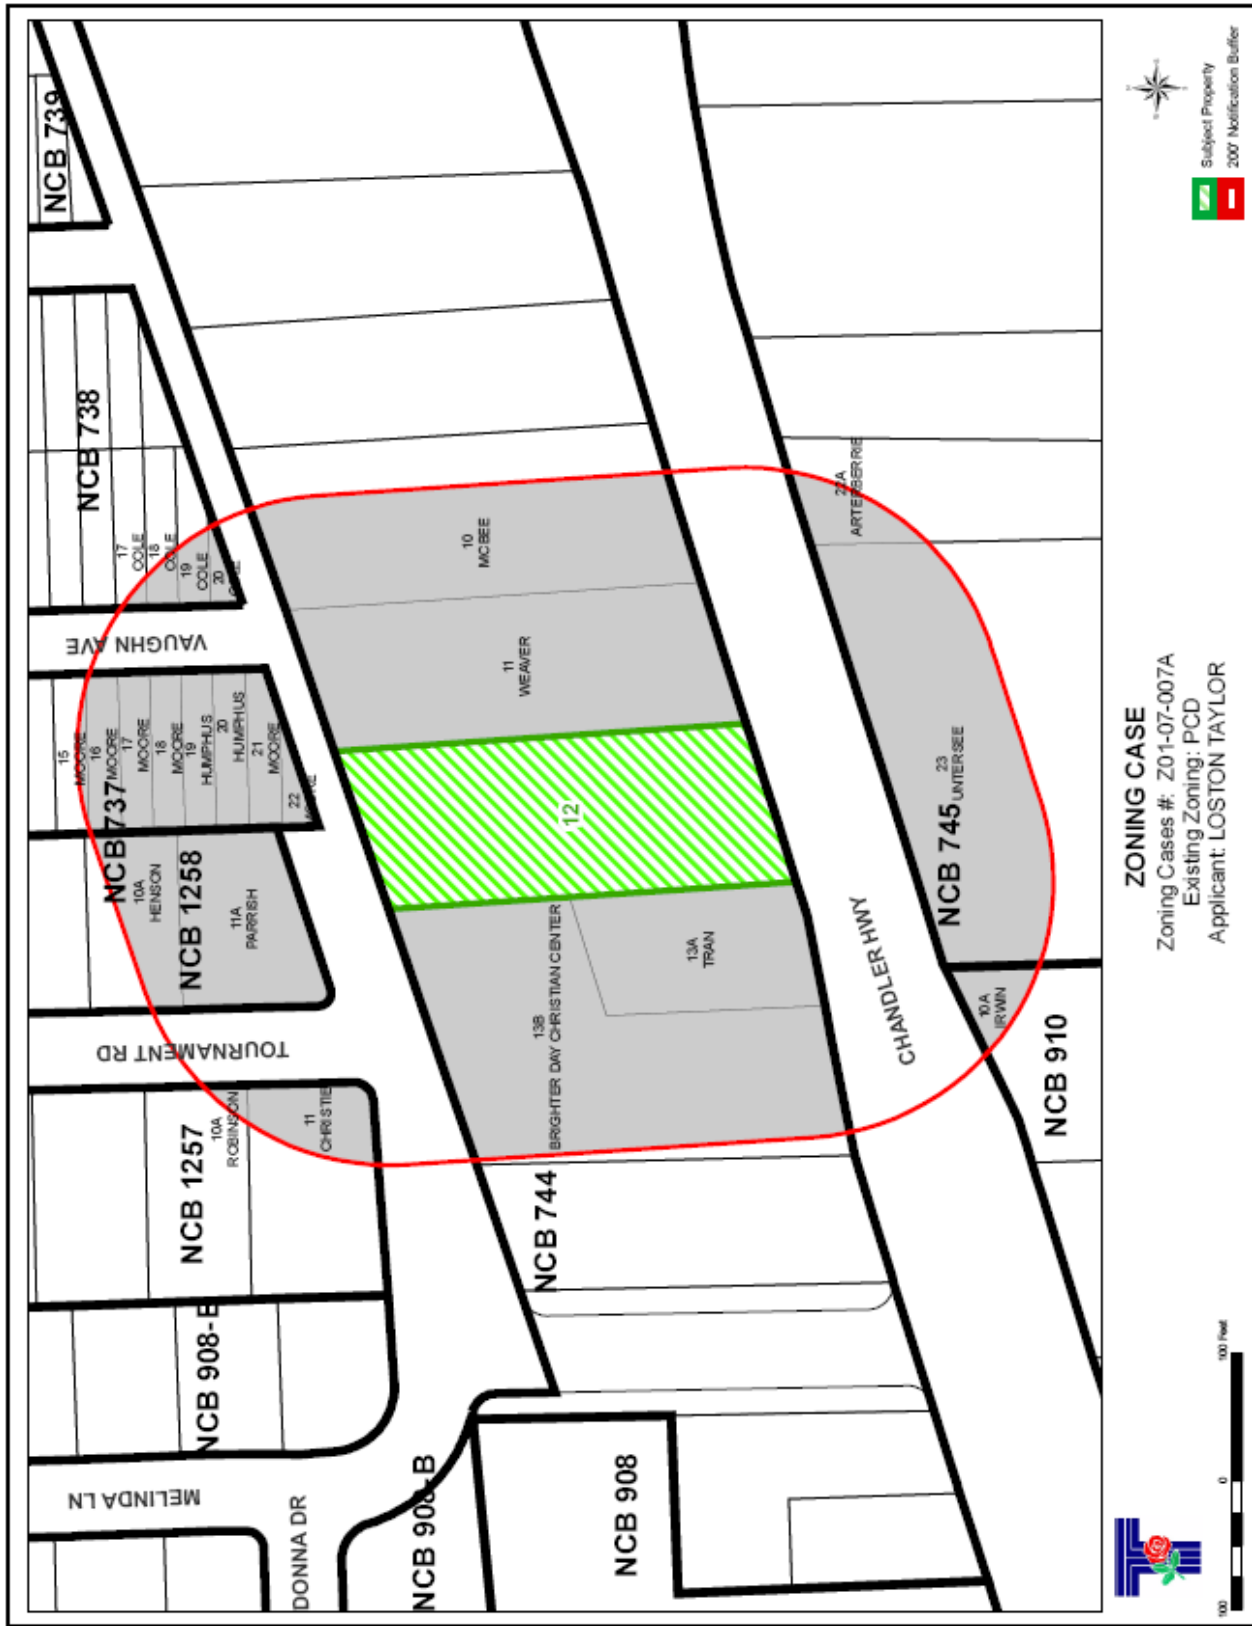 NCB 739
NCB 738
17
COLE
18
COLE
19
COLE
20
VAUGHN AVE
15
MOORE
16
MOORE
17
MOORE
18
MOORE
19
HUMPHUS
20
HUMPHUS
21
MOORE
22
NCB 737
10A
HENSON
NCB 1258
11A
PARRISH
TOURNAMENT RD
10A
ROBINSON
11
CHRISTIE
NCB 1257
NCB 908-B
MELINDA LN
DONNA DR
NCB 908-B
NCB 908
NCB 744
10
MCBEE
11
WEAVER
12
13B
BRIGHTER DAY CHRISTIAN CENTER
13A
TRAN
CHANDLER HWY
22A
ARTERBERRIE
23
UNTERSEE
NCB 745
10A
IRWIN
NCB 910
ZONING CASE
Zoning Cases #: Z01-07-007A
Existing Zoning: PCD
Applicant: LOSTON TAYLOR
Subject Property
200' Notification Buffer
100
0
100 Feet